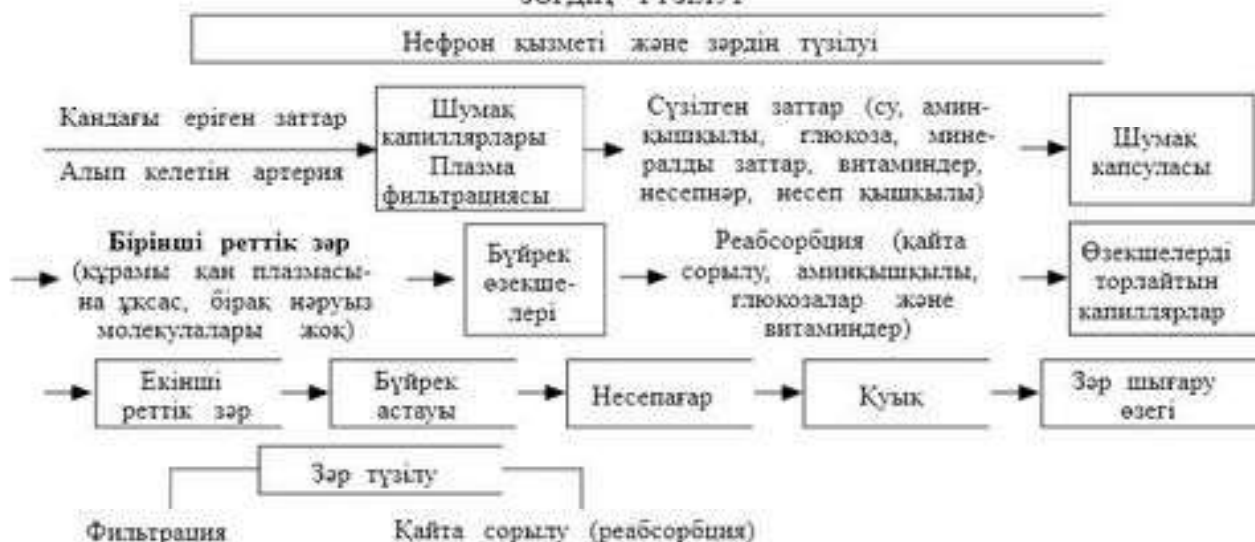 Нефрон қызметі және зәрдін түзілуі
Қандағы еріген заттар
Алып келетін артерия
Шумақ
капиллярлары
Плазма
фильтрациясы
Сүзілген заттар (су, амин-
қышқылы, глюкоза, мине-
ралды заттар, витаминдер,
несепнәр, несеп қышқылы)
Шумақ
капсуласы
Бірінші реттік зәр
(құрамы қан плазмасы-
на ұқсас, бірақ нәруыз
молекулалары жоқ)
Бүйрек
өзекше-
лері
Реабсорбция (қайта
сорылу, аминқышқылы,
глюкозалар және
витаминдер)
Өзекшелерді
торлайтын
капиллярлар
Екінші
реттік зәр
Бүйрек
астауы
Несепағар
Қуық
Зәр шығару
өзегі
Зәр түзілу
Фильтрация
Қайта сорылу (реабсорбция)